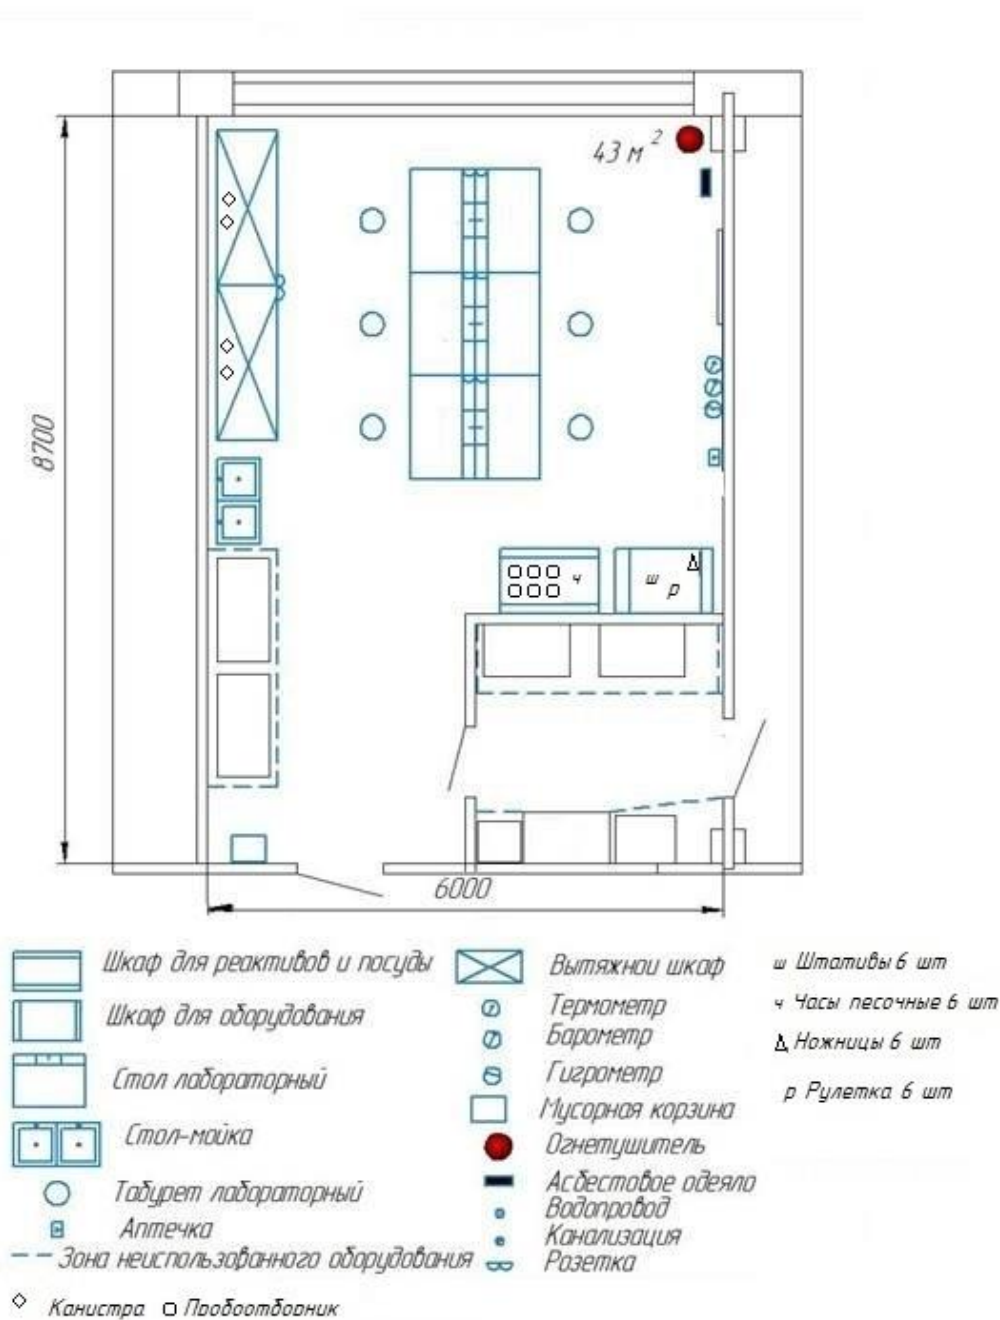 43 м²
8700
ч
ш
р
6000
Шкаф для реактивов и посуды
Шкаф для оборудования
Стол лабораторный
Стол-мойка
Табурет лабораторный
Аптечка
Зона неиспользованного оборудования
Канистра
Пробоотборник
Вытяжной шкаф
Термометр
Барометр
Гигрометр
Мусорная корзина
Огнетушитель
Асбестовое одеяло
Водопровод
Канализация
Розетка
ш Штативы 6 шт
ч Часы песочные 6 шт
Ножницы 6 шт
р Рулетка 6 шт